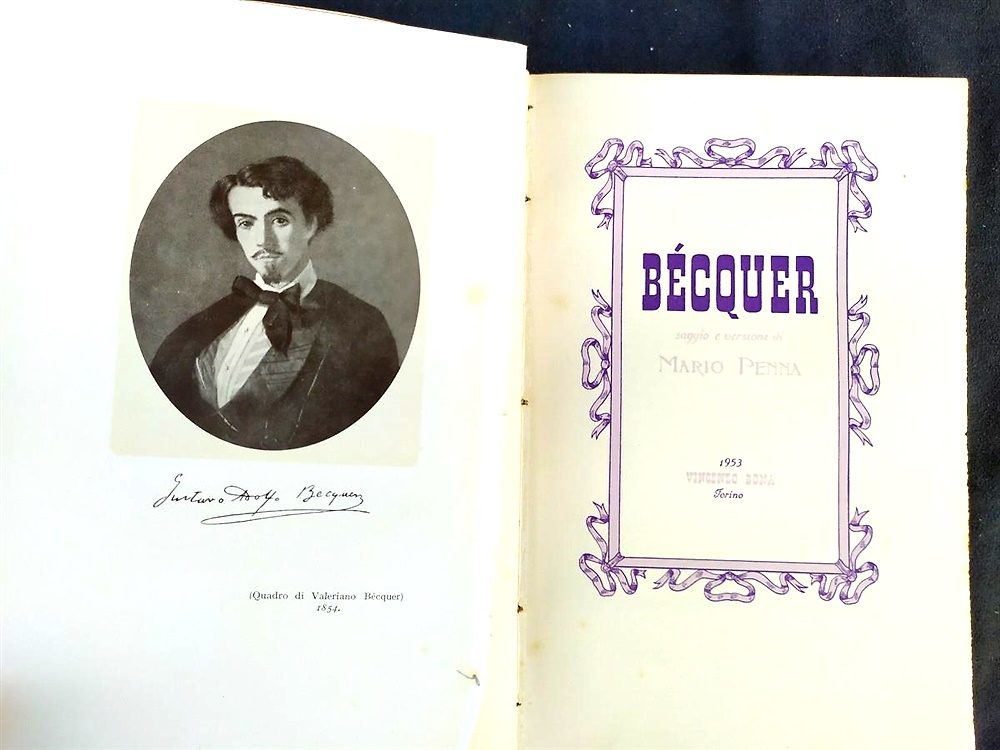 Gustavo Adolfo Becquer
(Quadro di Valeriano Bécquer)
1854.
BÉCQUER
saggio e versione di
MARIO PENNA
1953
VINCENZO BONA
Torino